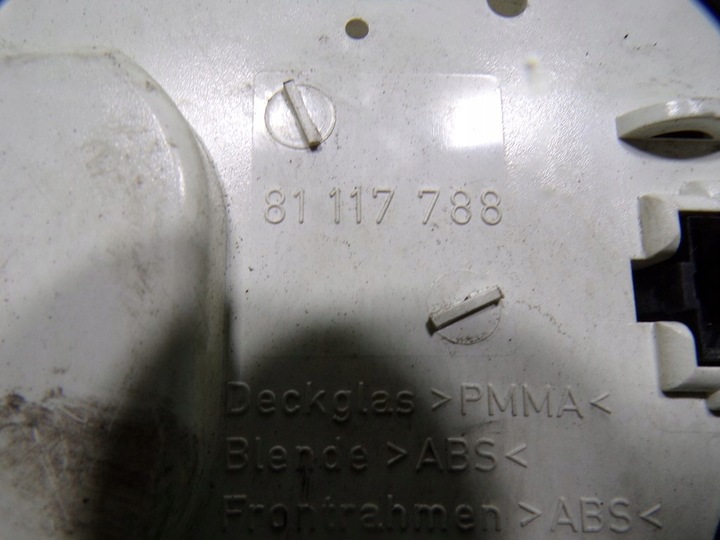 81 117 788
Deckglas >PMMA<
Blende >ABS<
Frontrahmen >ABS<